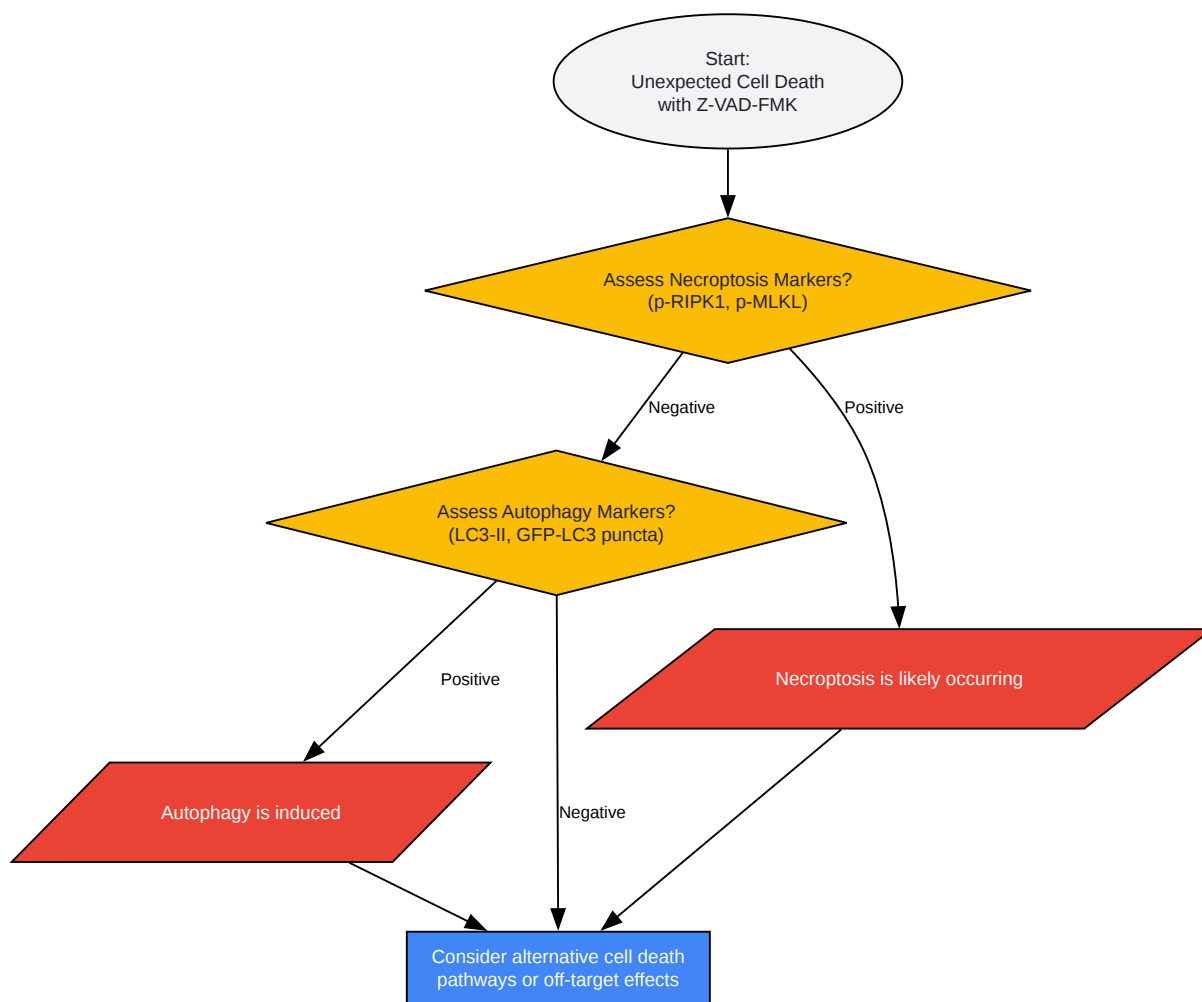 Start:
Unexpected Cell Death
with Z-VAD-FMK
Assess Necroptosis Markers?
(p-RIPK1, p-MLKL)
Negative
Positive
Assess Autophagy Markers?
(LC3-II, GFP-LC3 puncta)
Positive
Necroptosis is likely occurring
Autophagy is induced
Negative
Consider alternative cell death
pathways or off-target effects